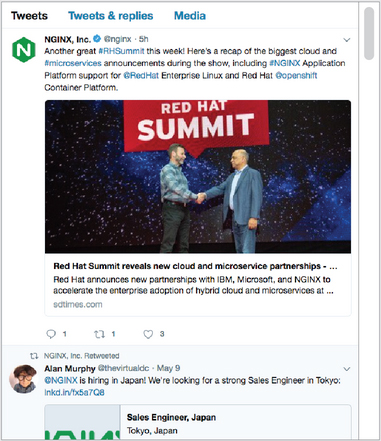 Tweets Tweets & replies Media
NGINX, Inc. @nginx · 5h
Another great #RHSummit this week! Here's a recap of the biggest cloud and
#microservices announcements during the show, including #NGINX Application
Platform support for @RedHat Enterprise Linux and Red Hat @openshift
Container Platform.
RED HAT
SUMMIT
Red Hat Summit reveals new cloud and microservice partnerships - ...
Red Hat announces new partnerships with IBM, Microsoft, and NGINX to
accelerate the enterprise adoption of hybrid cloud and microservices at ...
sdtimes.com
1 1 3
NGINX, Inc. Retweeted
Alan Murphy @thevirtualdc · May 9
@NGINX is hiring in Japan! We're looking for a strong Sales Engineer in Tokyo:
lnkd.in/fx5a7Q8
Sales Engineer, Japan
Tokyo, Japan